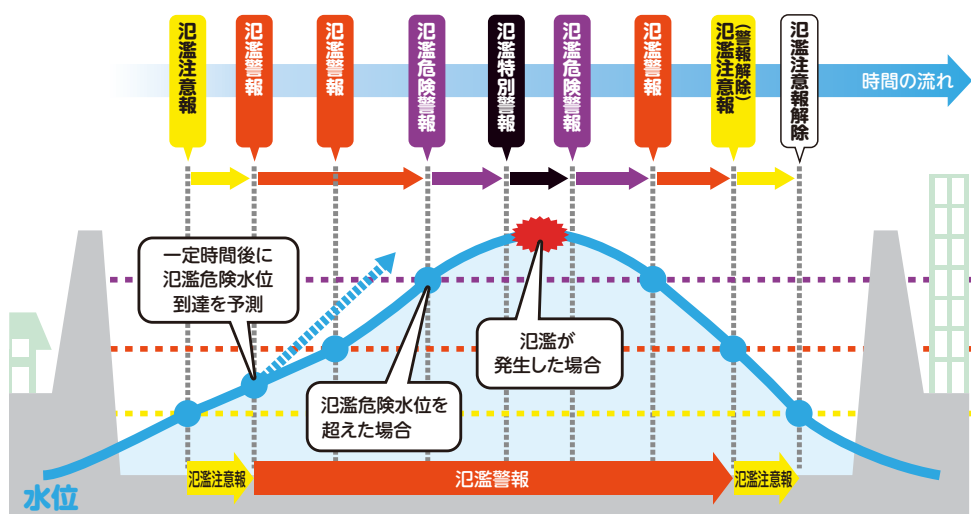 氾濫注意報
氾濫警報
氾濫警報
氾濫危険警報
氾濫特別警報
氾濫危険警報
氾濫警報
(警報解除)
氾濫注意報
氾濫注意報解除
時間の流れ
一定時間後に
氾濫危険水位
到達を予測
氾濫が
発生した場合
氾濫危険水位を
超えた場合
氾濫注意報
氾濫警報
氾濫注意報
水位